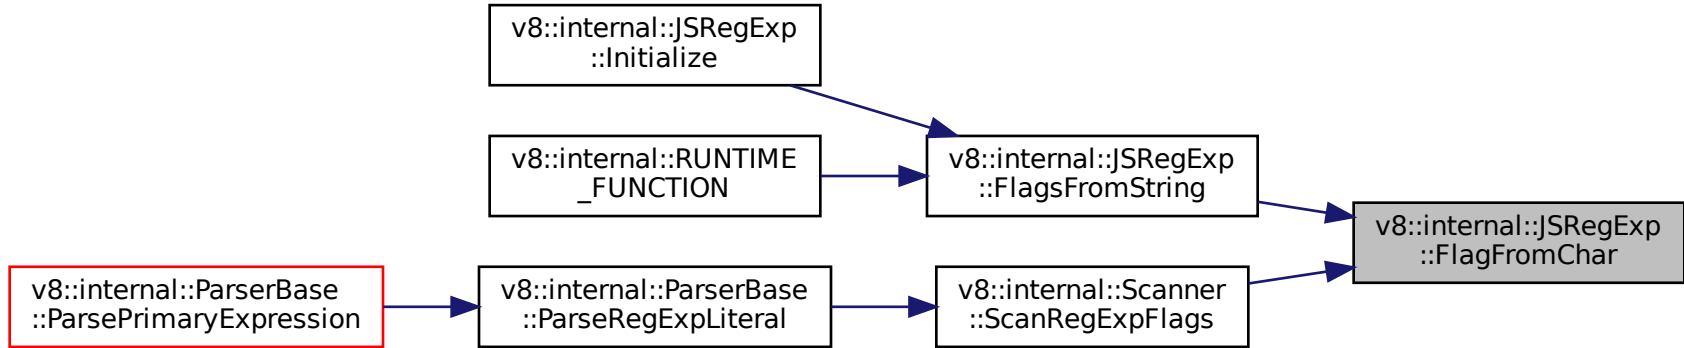 v8::internal::JSRegExp
::Initialize
v8::internal::RUNTIME
_FUNCTION
v8::internal::JSRegExp
::FlagsFromString
v8::internal::JSRegExp
::FlagFromChar
v8::internal::ParserBase
::ParsePrimaryExpression
v8::internal::ParserBase
::ParseRegExpLiteral
v8::internal::Scanner
::ScanRegExpFlags